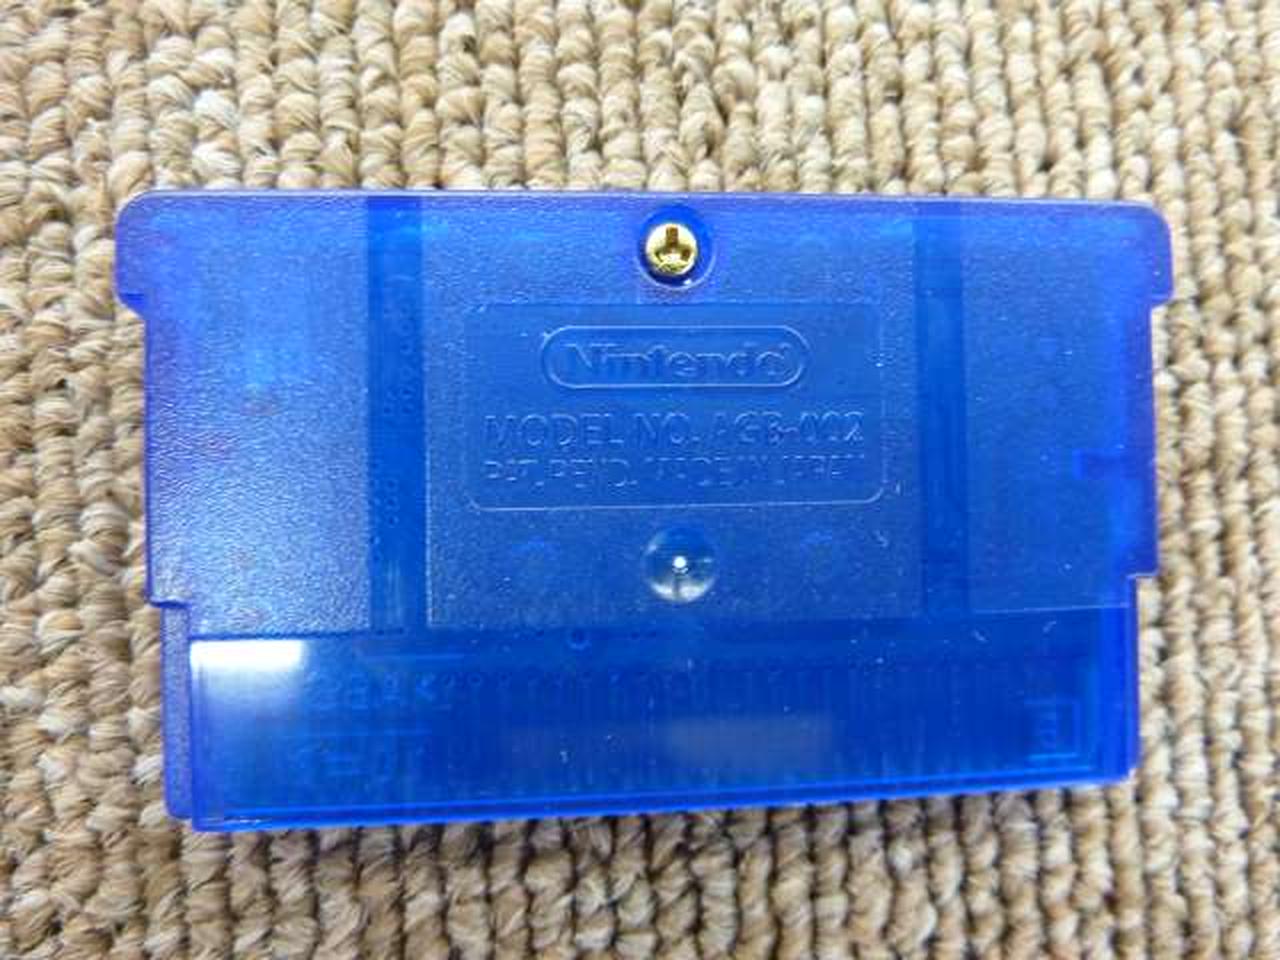 Nintendo
MODEL NO. AGB-002
PAT. PEND. MADE IN JAPAN